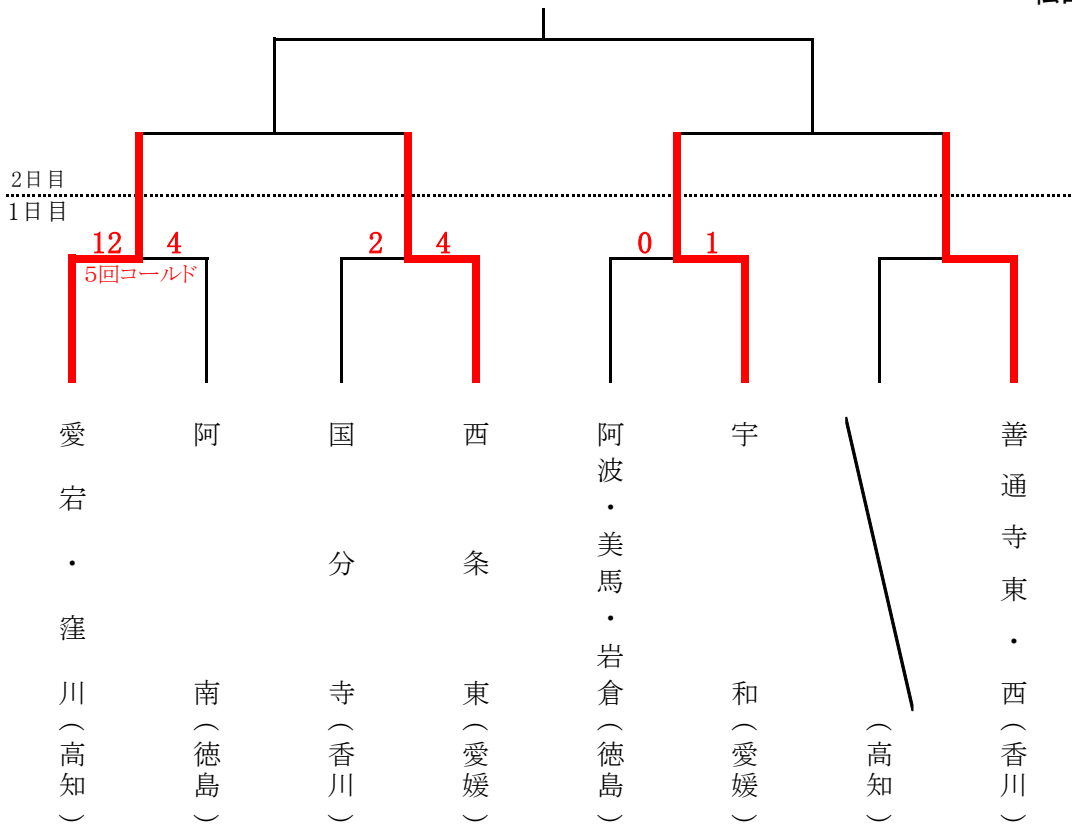 2日目
1日目
12 4
5回コールド
2 4
0 1
愛宕・窪川(高知)
阿南(徳島)
国分寺(香川)
西条東(愛媛)
阿波・美馬・岩倉(徳島)
宇和(愛媛)
(高知)
善通寺東・西(香川)